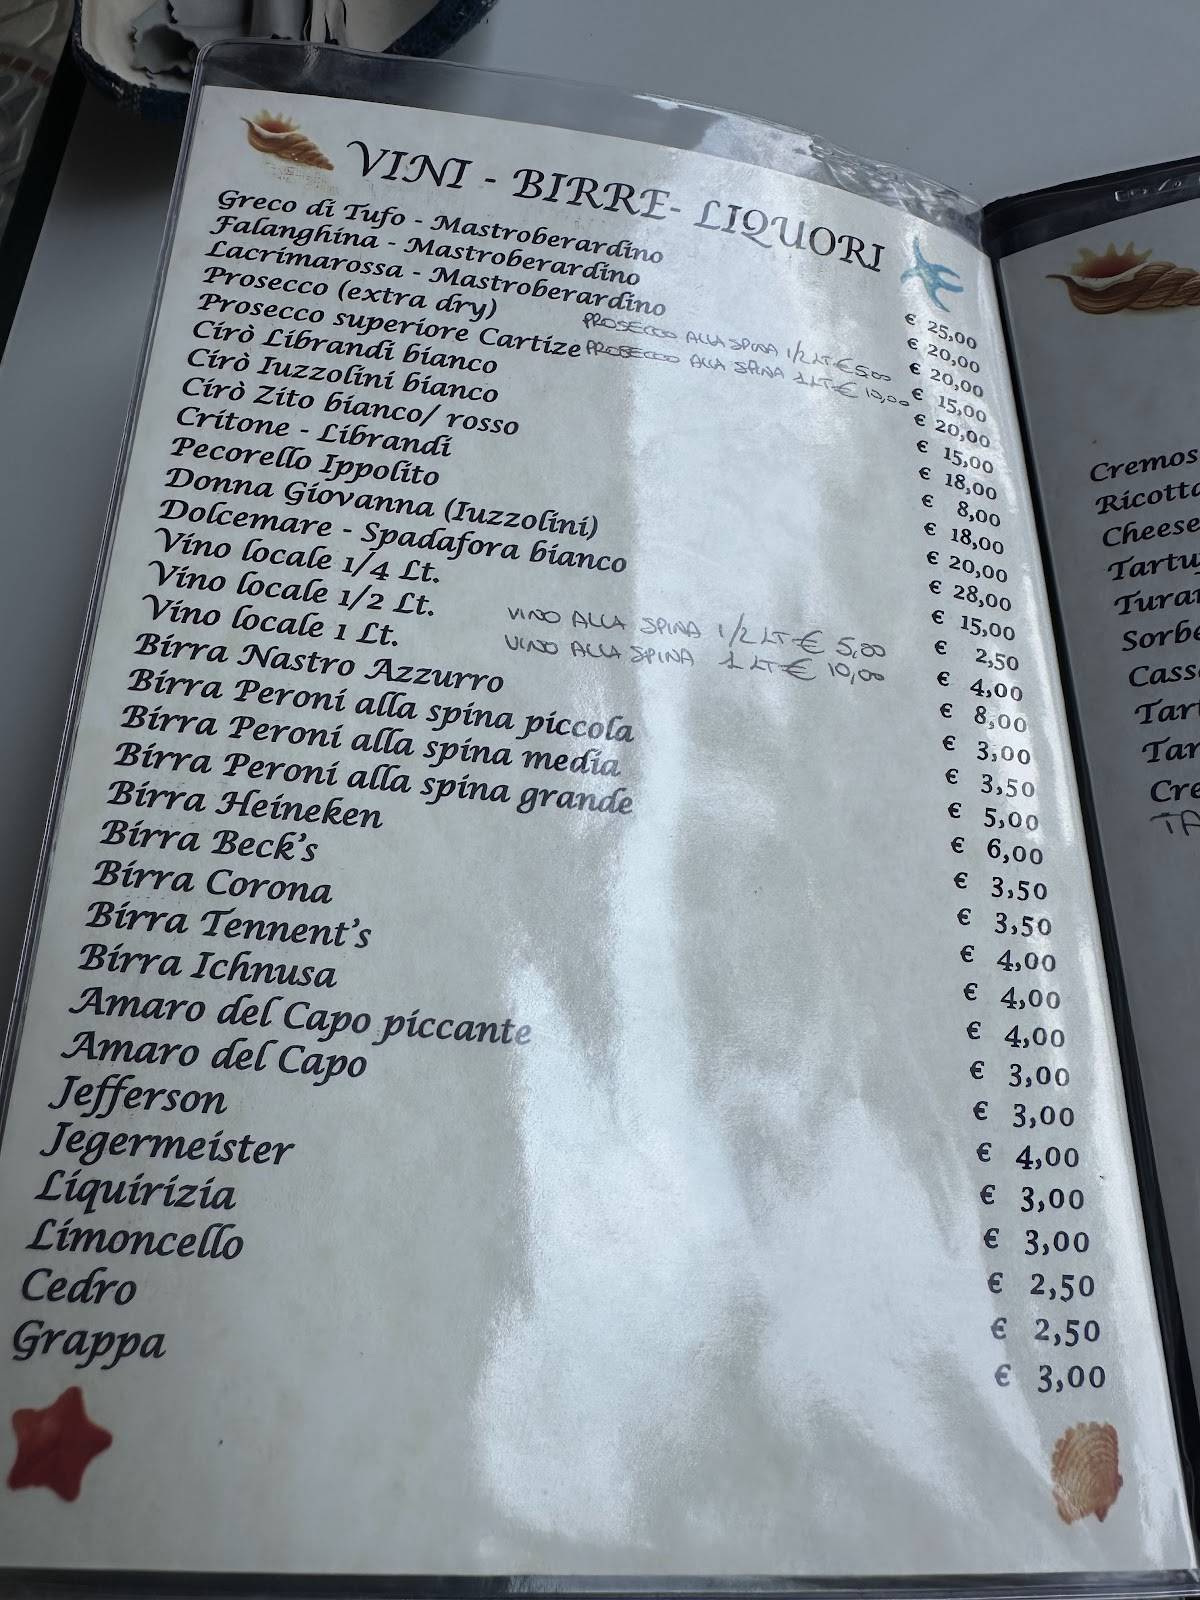 VINI - BIRRE- LIQUORI
Greco di Tufo - Mastroberardino € 25,00
Falanghina - Mastroberardino € 20,00
Lacrimarossa - Mastroberardino € 20,00
Prosecco (extra dry) € 15,00
PROSECCO ALLA SPINA 1/2 LT € 5,00
Prosecco superiore Cartize € 20,00
PROSECCO ALLA SPINA 1 LT € 10,00
Cirò Librandi bianco € 15,00
Cirò Iuzzolini bianco € 18,00
Cirò Zito bianco/ rosso € 8,00
Critone - Librandi € 18,00
Pecorello Ippolito € 20,00
Donna Giovanna (Iuzzolini) € 28,00
Dolcemare - Spadafora bianco € 15,00
Vino locale 1/4 Lt. € 2,50
Vino locale 1/2 Lt. € 4,00
VINO ALLA SPINA 1/2 LT € 5,00
Vino locale 1 Lt. € 8,00
VINO ALLA SPINA 1 LT € 10,00
Birra Nastro Azzurro € 3,00
Birra Peroni alla spina piccola € 3,50
Birra Peroni alla spina media € 5,00
Birra Peroni alla spina grande € 6,00
Birra Heineken € 3,50
Birra Beck's € 3,50
Birra Corona € 4,00
Birra Tennent's € 4,00
Birra Ichnusa € 4,00
Amaro del Capo piccante € 3,00
Amaro del Capo € 3,00
Jefferson € 4,00
Jegermeister € 3,00
Liquirizia € 3,00
Limoncello € 2,50
Cedro € 2,50
Grappa € 3,00
Cremos
Ricotta
Cheese
Tartu
Sorbe
Cass
Tart
Tar
Cre
TA